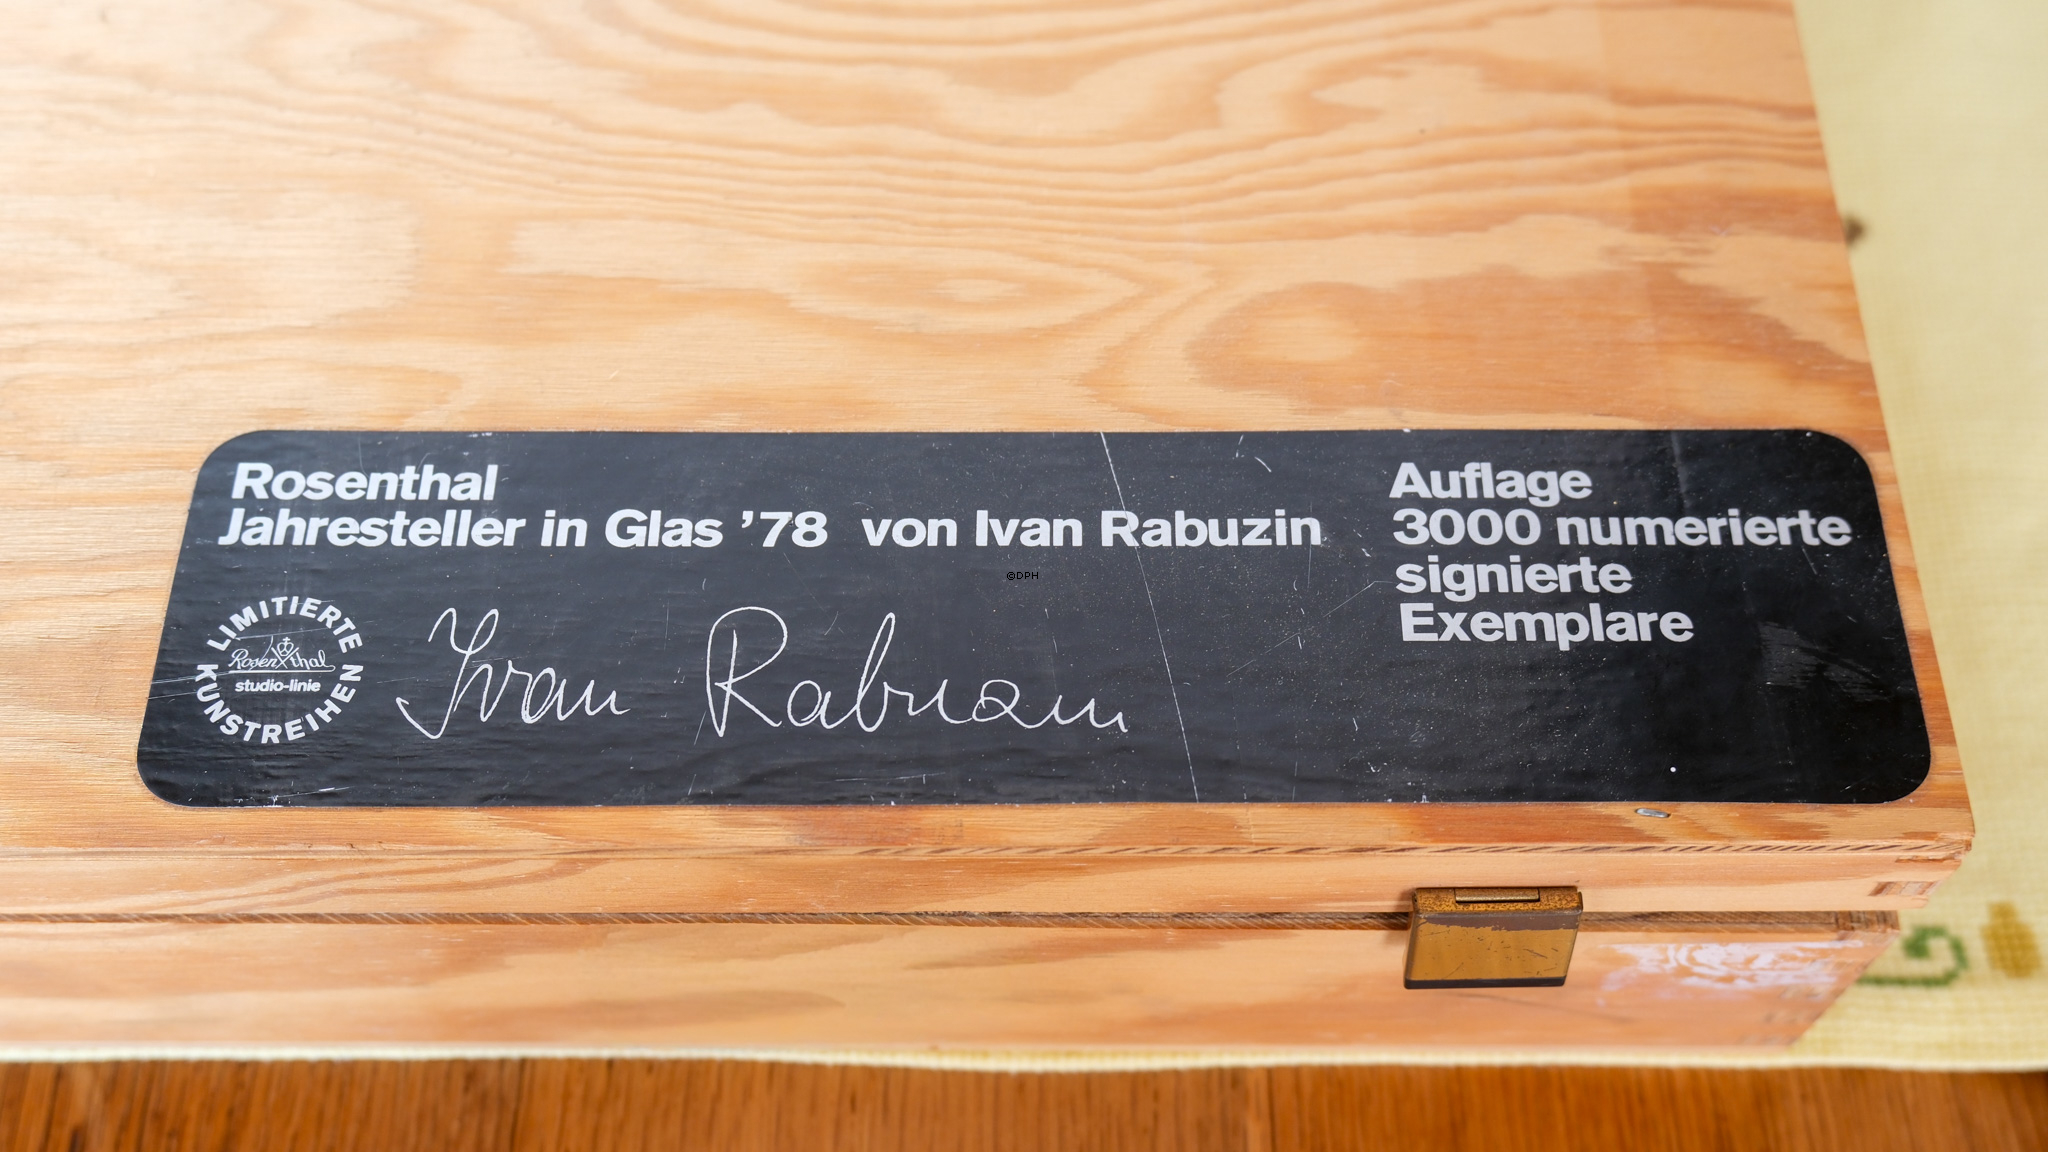 Rosenthal
Jahresteller in Glas ’78 von Ivan Rabuzin
Auflage
3000 numerierte
signierte
Exemplare
LIMITIERTE
Rosenthal
studio-linie
KUNSTREIHEN
Ivan Rabuzin
©DPH